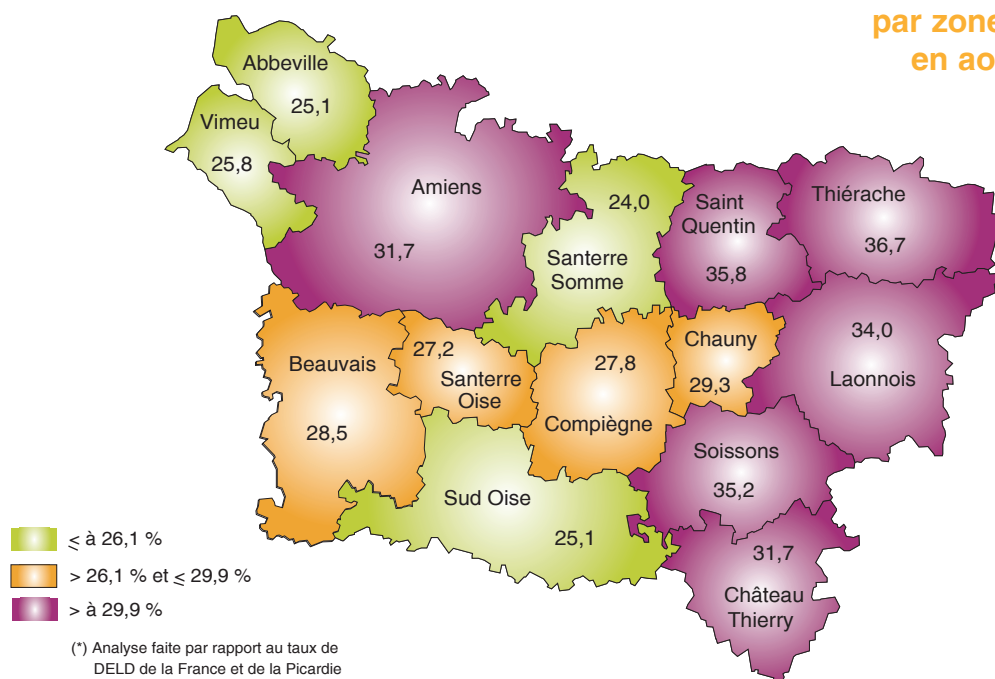 par zone
en ao
Abbeville
25,1
Vimeu
25,8
Amiens
31,7
24,0
Santerre
Somme
Saint
Quentin
35,8
Thiérache
36,7
34,0
Laonnois
Beauvais
28,5
27,2
Santerre
Oise
27,8
Compiègne
Chauny
29,3
Soissons
35,2
Sud Oise
25,1
31,7
Château
Thierry
≤ à 26,1 %
> 26,1 % et ≤ 29,9 %
> à 29,9 %
(*) Analyse faite par rapport au taux de
DELD de la France et de la Picardie